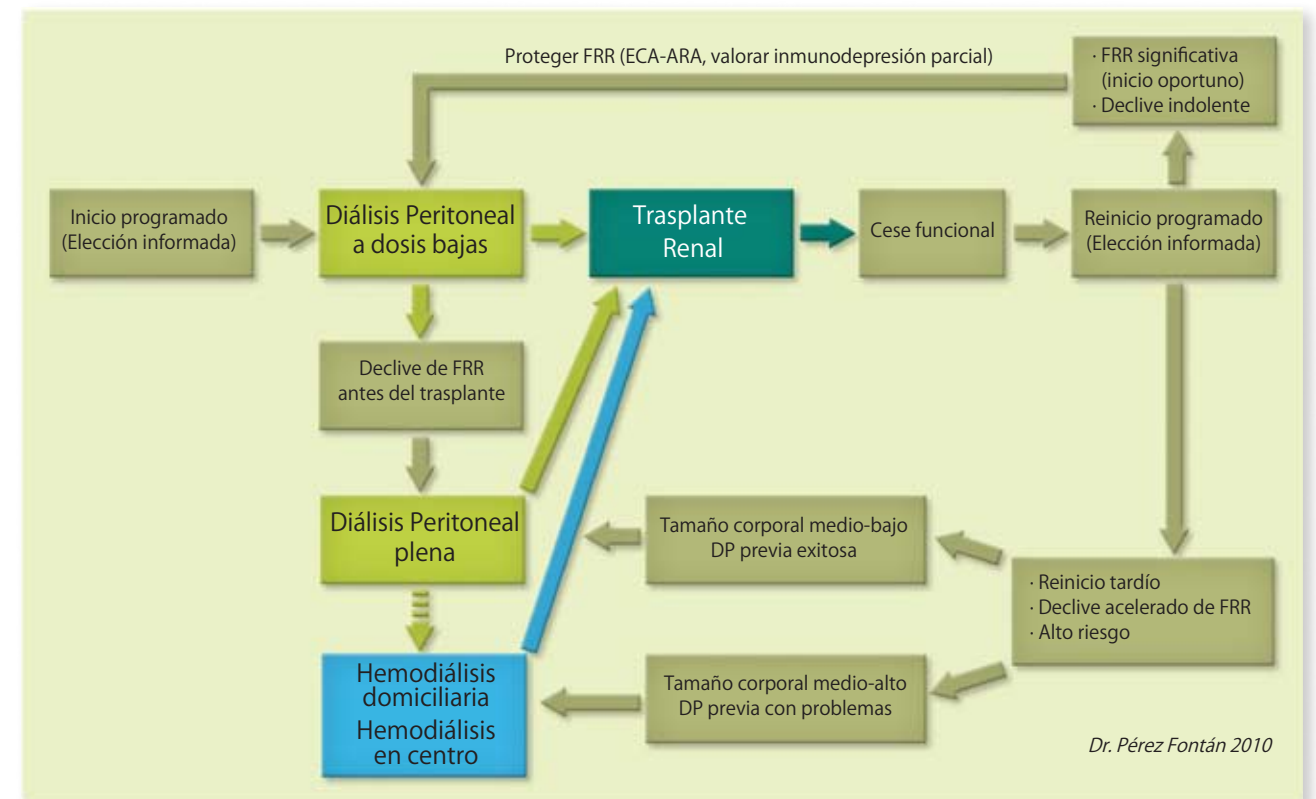 Proteger FRR (ECA-ARA, valorar inmunodepresión parcial)
· FRR significativa
(inicio oportuno)
· Declive indolente
Inicio programado
(Elección informada)
Diálisis Peritoneal
a dosis bajas
Trasplante
Renal
Cese funcional
Reinicio programado
(Elección informada)
Declive de FRR
antes del trasplante
Diálisis Peritoneal
plena
Tamaño corporal medio-bajo
DP previa exitosa
· Reinicio tardío
· Declive acelerado de FRR
· Alto riesgo
Hemodiálisis
domiciliaria
Hemodiálisis
en centro
Tamaño corporal medio-alto
DP previa con problemas
Dr. Pérez Fontán 2010